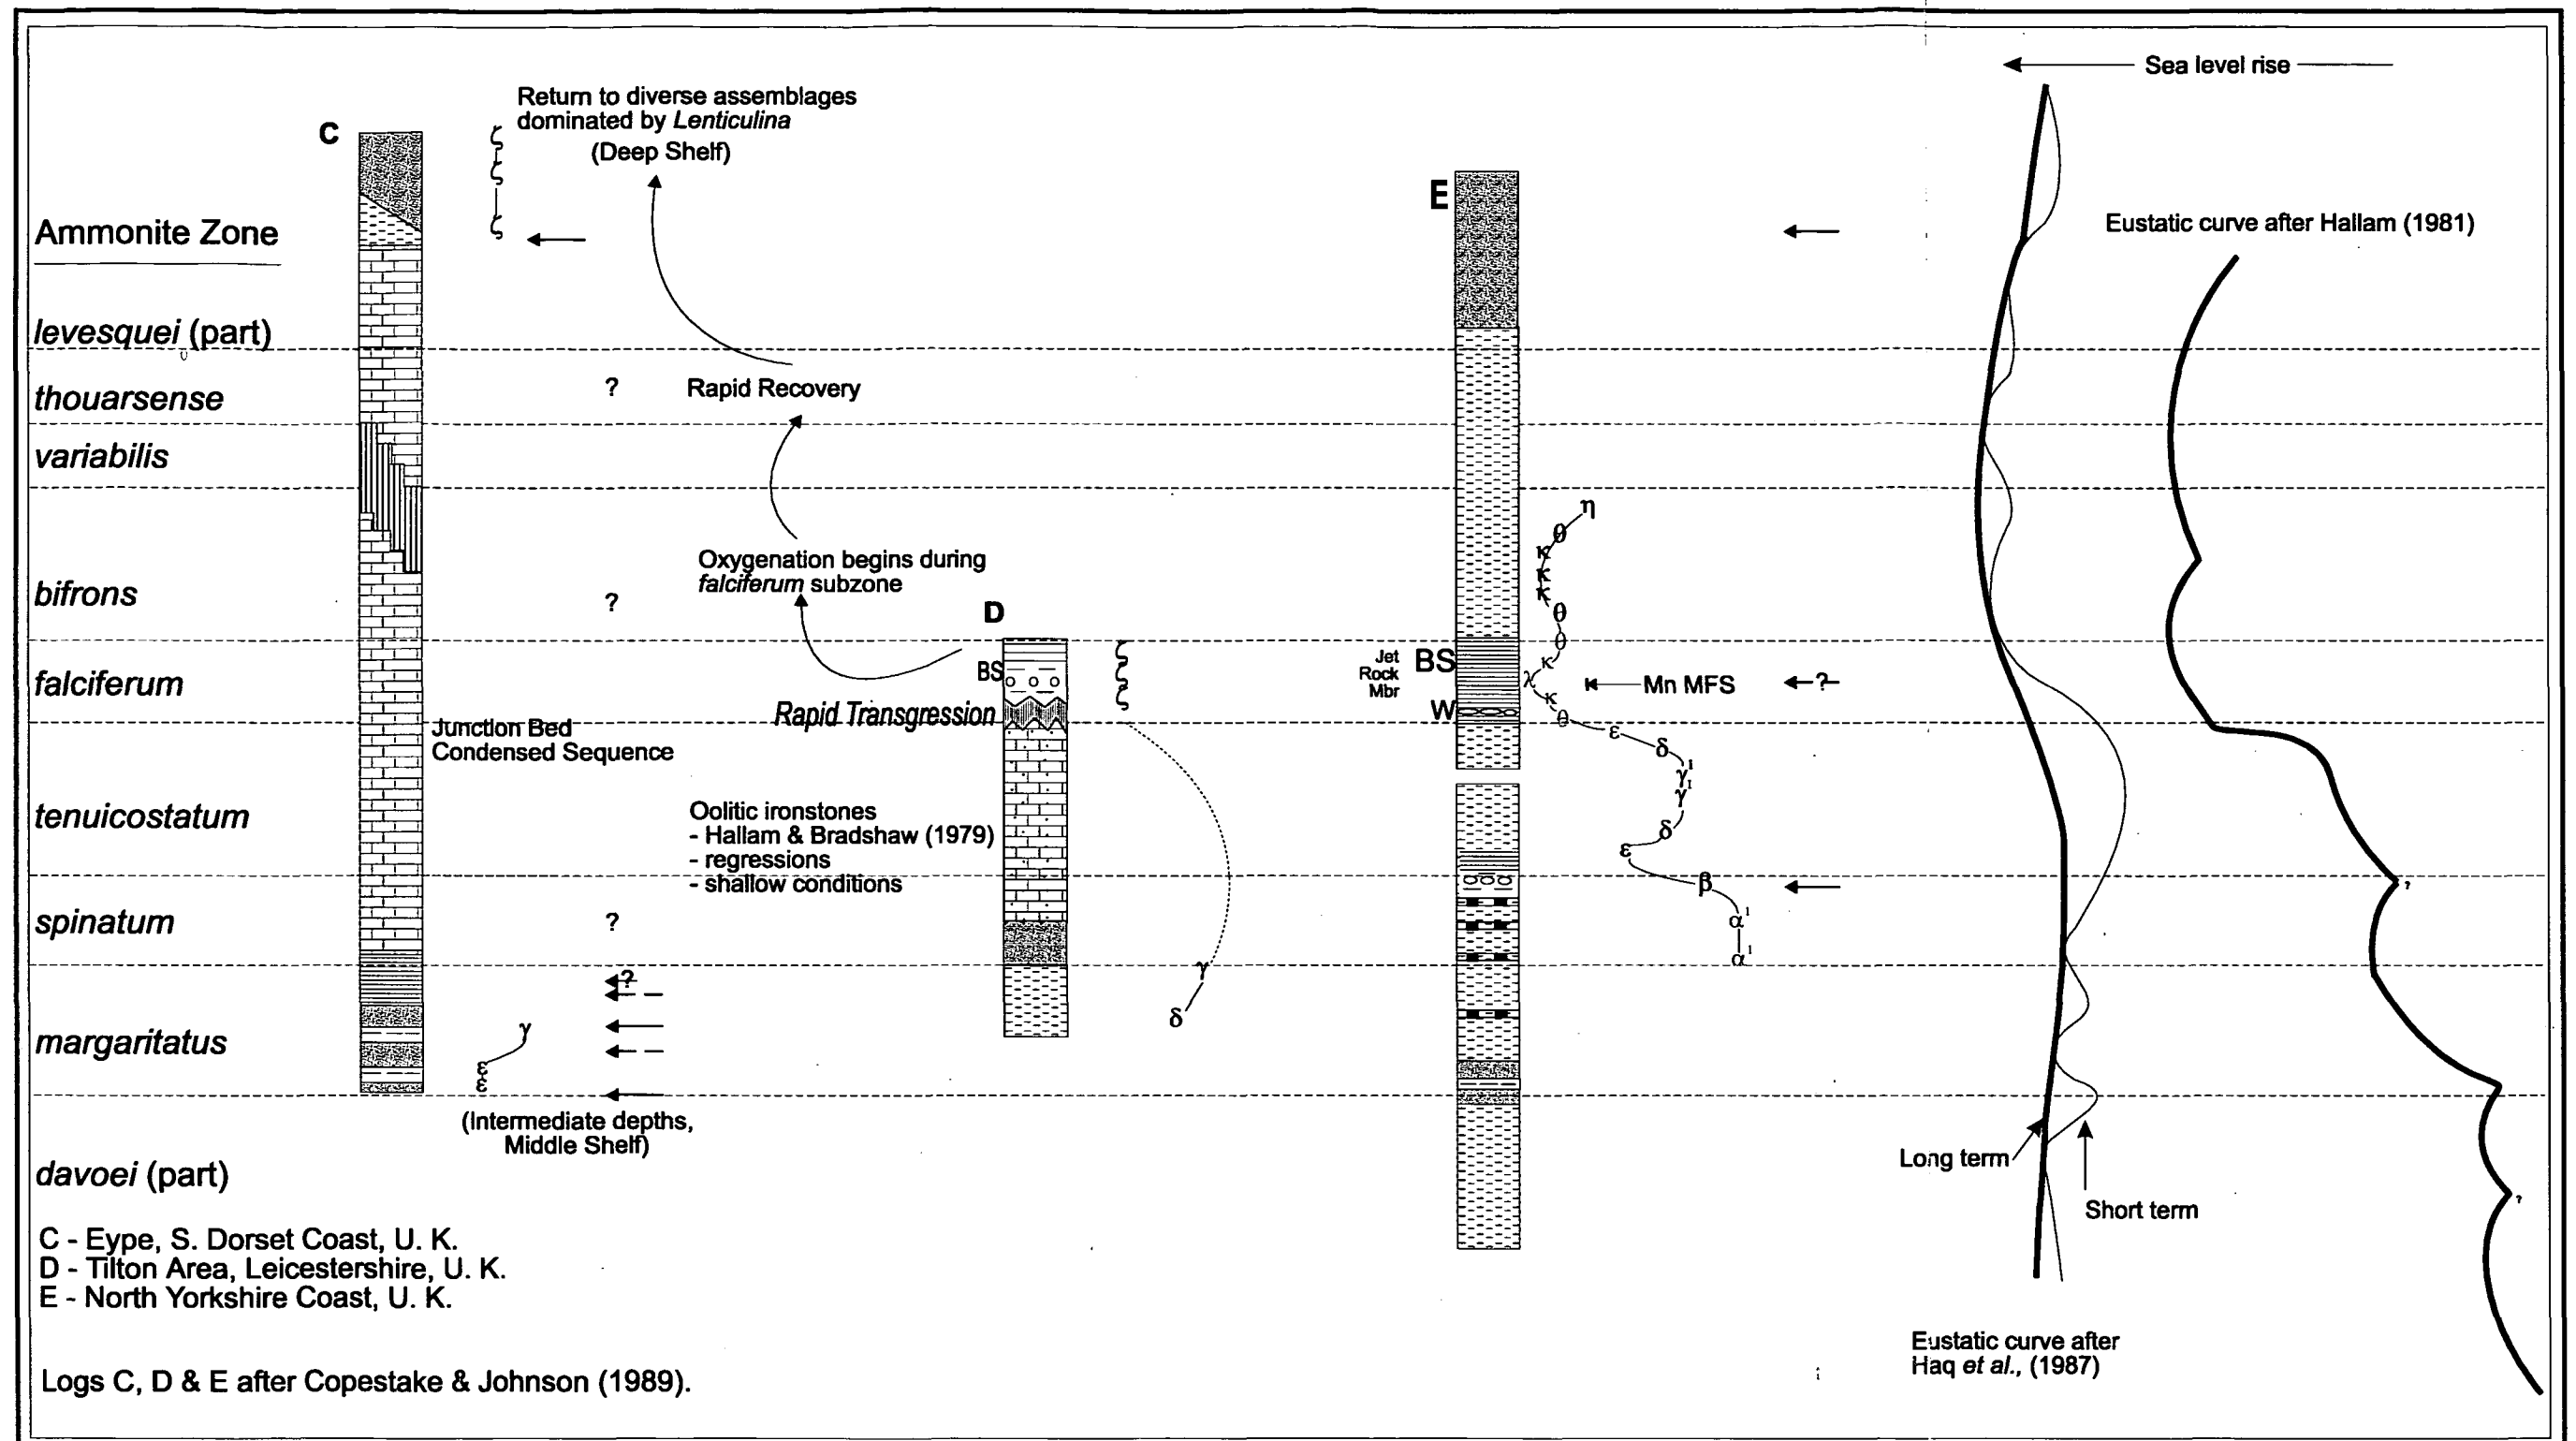 Sea level rise
Return to diverse assemblages
dominated by Lenticulina
(Deep Shelf)
C
ζ
ζ
ζ
E
Ammonite Zone
Eustatic curve after Hallam (1981)
levesquei (part)
thouarsense
?
Rapid Recovery
variabilis
η
θ
κ
κ
κ
θ
θ
κ
λ
κ
θ
ε
δ
γ¹
γ¹
δ
ε
β
α¹
α¹
Oxygenation begins during
falciferum subzone
bifrons
?
D
BS
ζ
ζ
ζ
Jet
Rock
Mbr
BS
falciferum
Mn MFS
?
W
Rapid Transgression
Junction Bed
Condensed Sequence
tenuicostatum
Oolitic ironstones
- Hallam & Bradshaw (1979)
- regressions
- shallow conditions
?
spinatum
?
?
γ
δ
margaritatus
γ
ε
ε
(Intermediate depths,
Middle Shelf)
davoei (part)
Long term
Short term
?
C - Eype, S. Dorset Coast, U. K.
D - Tilton Area, Leicestershire, U. K.
E - North Yorkshire Coast, U. K.
Eustatic curve after
Haq et al., (1987)
Logs C, D & E after Copestake & Johnson (1989).